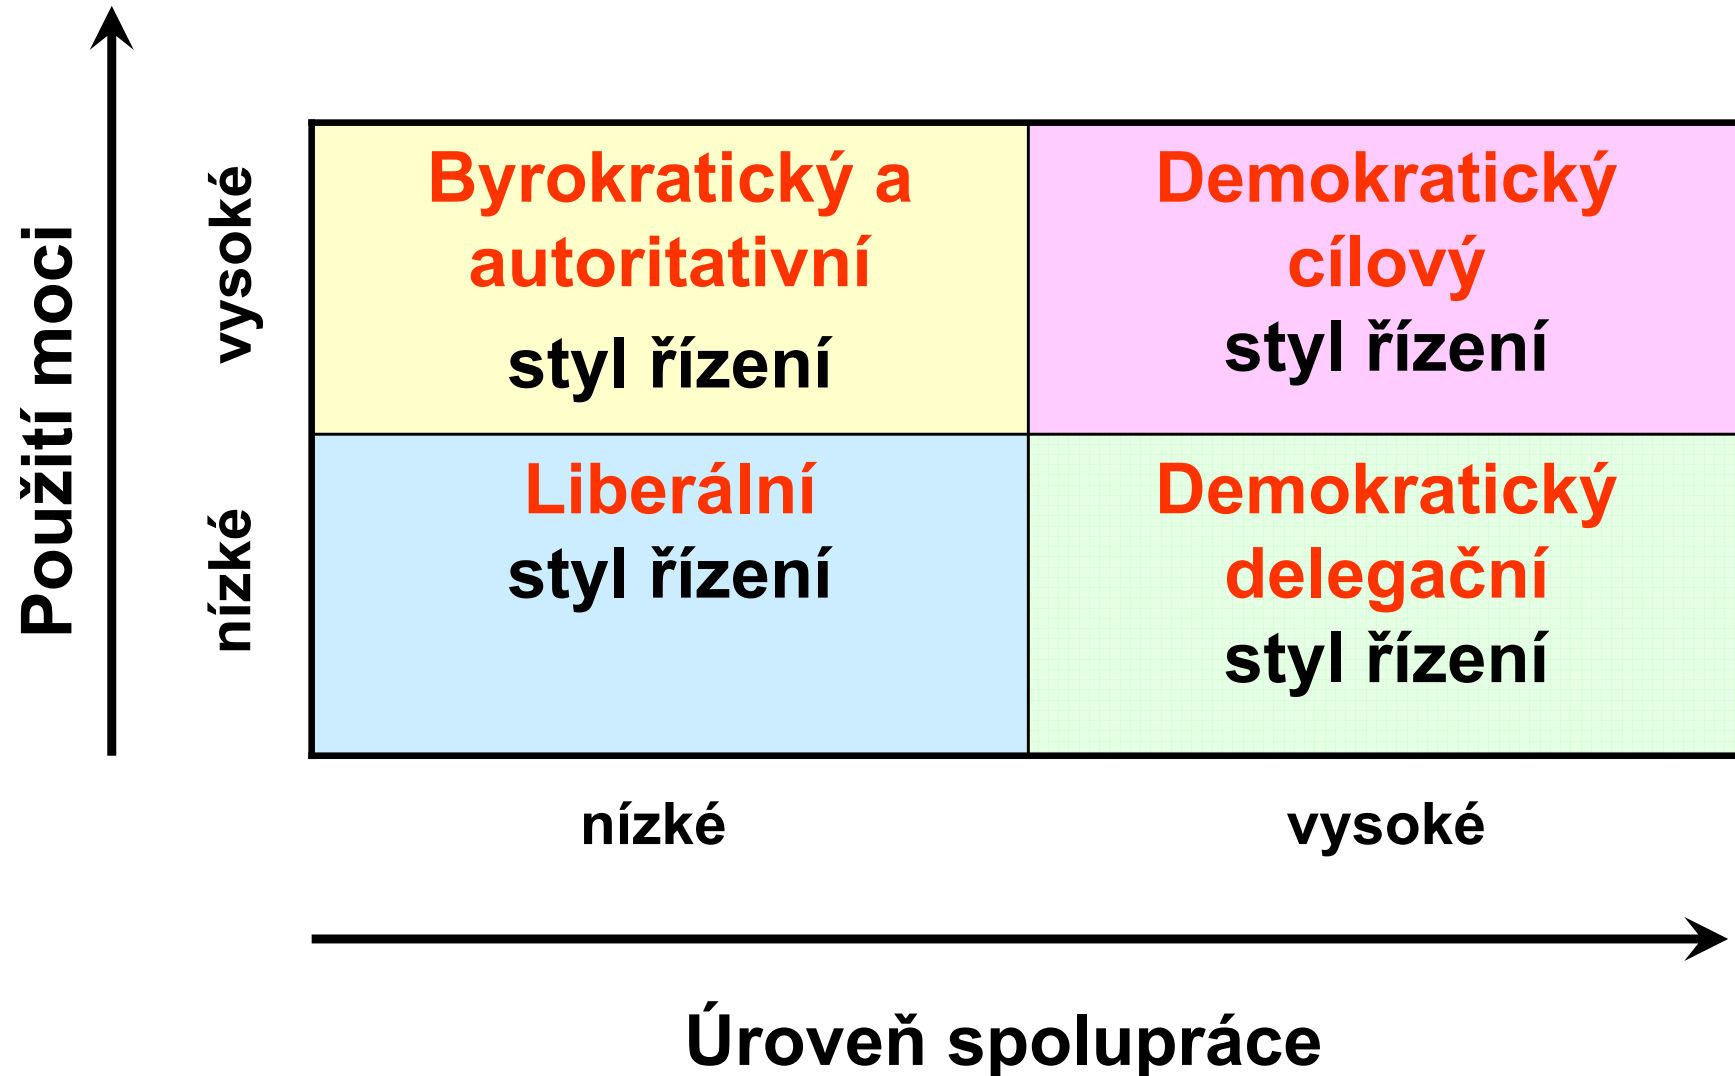 Použití moci
vysoké
nízké
Byrokratický a
autoritativní
styl řízení
Demokratický
cílový
styl řízení
Liberální
styl řízení
Demokratický
delegační
styl řízení
nízké
vysoké
Úroveň spolupráce